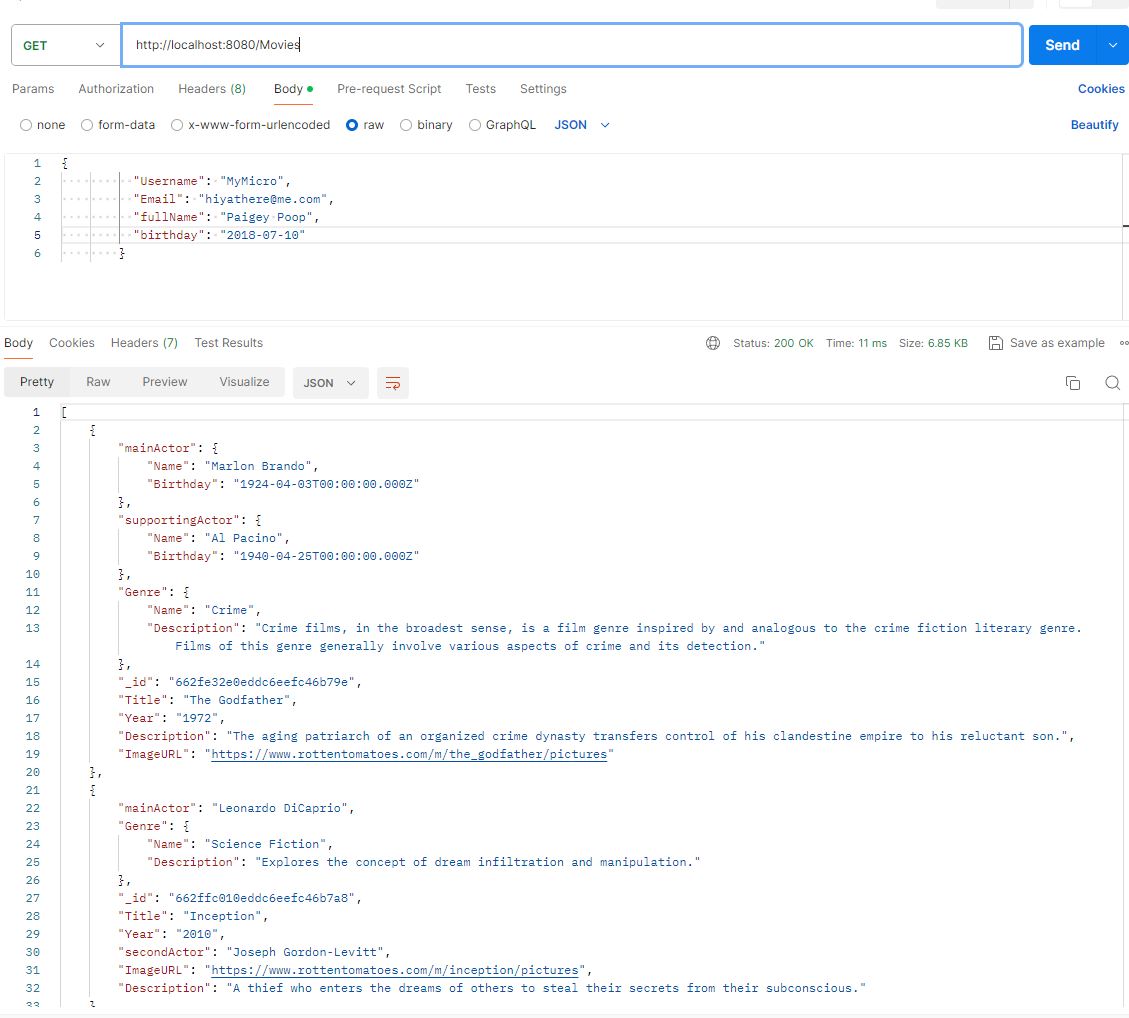 GET
http://localhost:8080/Movies
Send
Params Authorization Headers (8) Body Pre-request Script Tests Settings Cookies
none form-data x-www-form-urlencoded raw binary GraphQL JSON Beautify
1 {
2 "Username": "MyMicro",
3 "Email": "hiyathere@me.com",
4 "fullName": "Paigey Poop",
5 "birthday": "2018-07-10"
6 }
Body Cookies Headers (7) Test Results Status: 200 OK Time: 11 ms Size: 6.85 KB Save as example
Pretty Raw Preview Visualize JSON
1 [
2 {
3 "mainActor": {
4 "Name": "Marlon Brando",
5 "Birthday": "1924-04-03T00:00:00.000Z"
6 },
7 "supportingActor": {
8 "Name": "Al Pacino",
9 "Birthday": "1940-04-25T00:00:00.000Z"
10 },
11 "Genre": {
12 "Name": "Crime",
13 "Description": "Crime films, in the broadest sense, is a film genre inspired by and analogous to the crime fiction literary genre.
Films of this genre generally involve various aspects of crime and its detection."
14 },
15 "_id": "662fe32e0eddc6eefc46b79e",
16 "Title": "The Godfather",
17 "Year": "1972",
18 "Description": "The aging patriarch of an organized crime dynasty transfers control of his clandestine empire to his reluctant son.",
19 "ImageURL": "https://www.rottentomatoes.com/m/the_godfather/pictures"
20 },
21 {
22 "mainActor": "Leonardo DiCaprio",
23 "Genre": {
24 "Name": "Science Fiction",
25 "Description": "Explores the concept of dream infiltration and manipulation."
26 },
27 "_id": "662ffc010eddc6eefc46b7a8",
28 "Title": "Inception",
29 "Year": "2010",
30 "secondActor": "Joseph Gordon-Levitt",
31 "ImageURL": "https://www.rottentomatoes.com/m/inception/pictures",
32 "Description": "A thief who enters the dreams of others to steal their secrets from their subconscious."
33 }